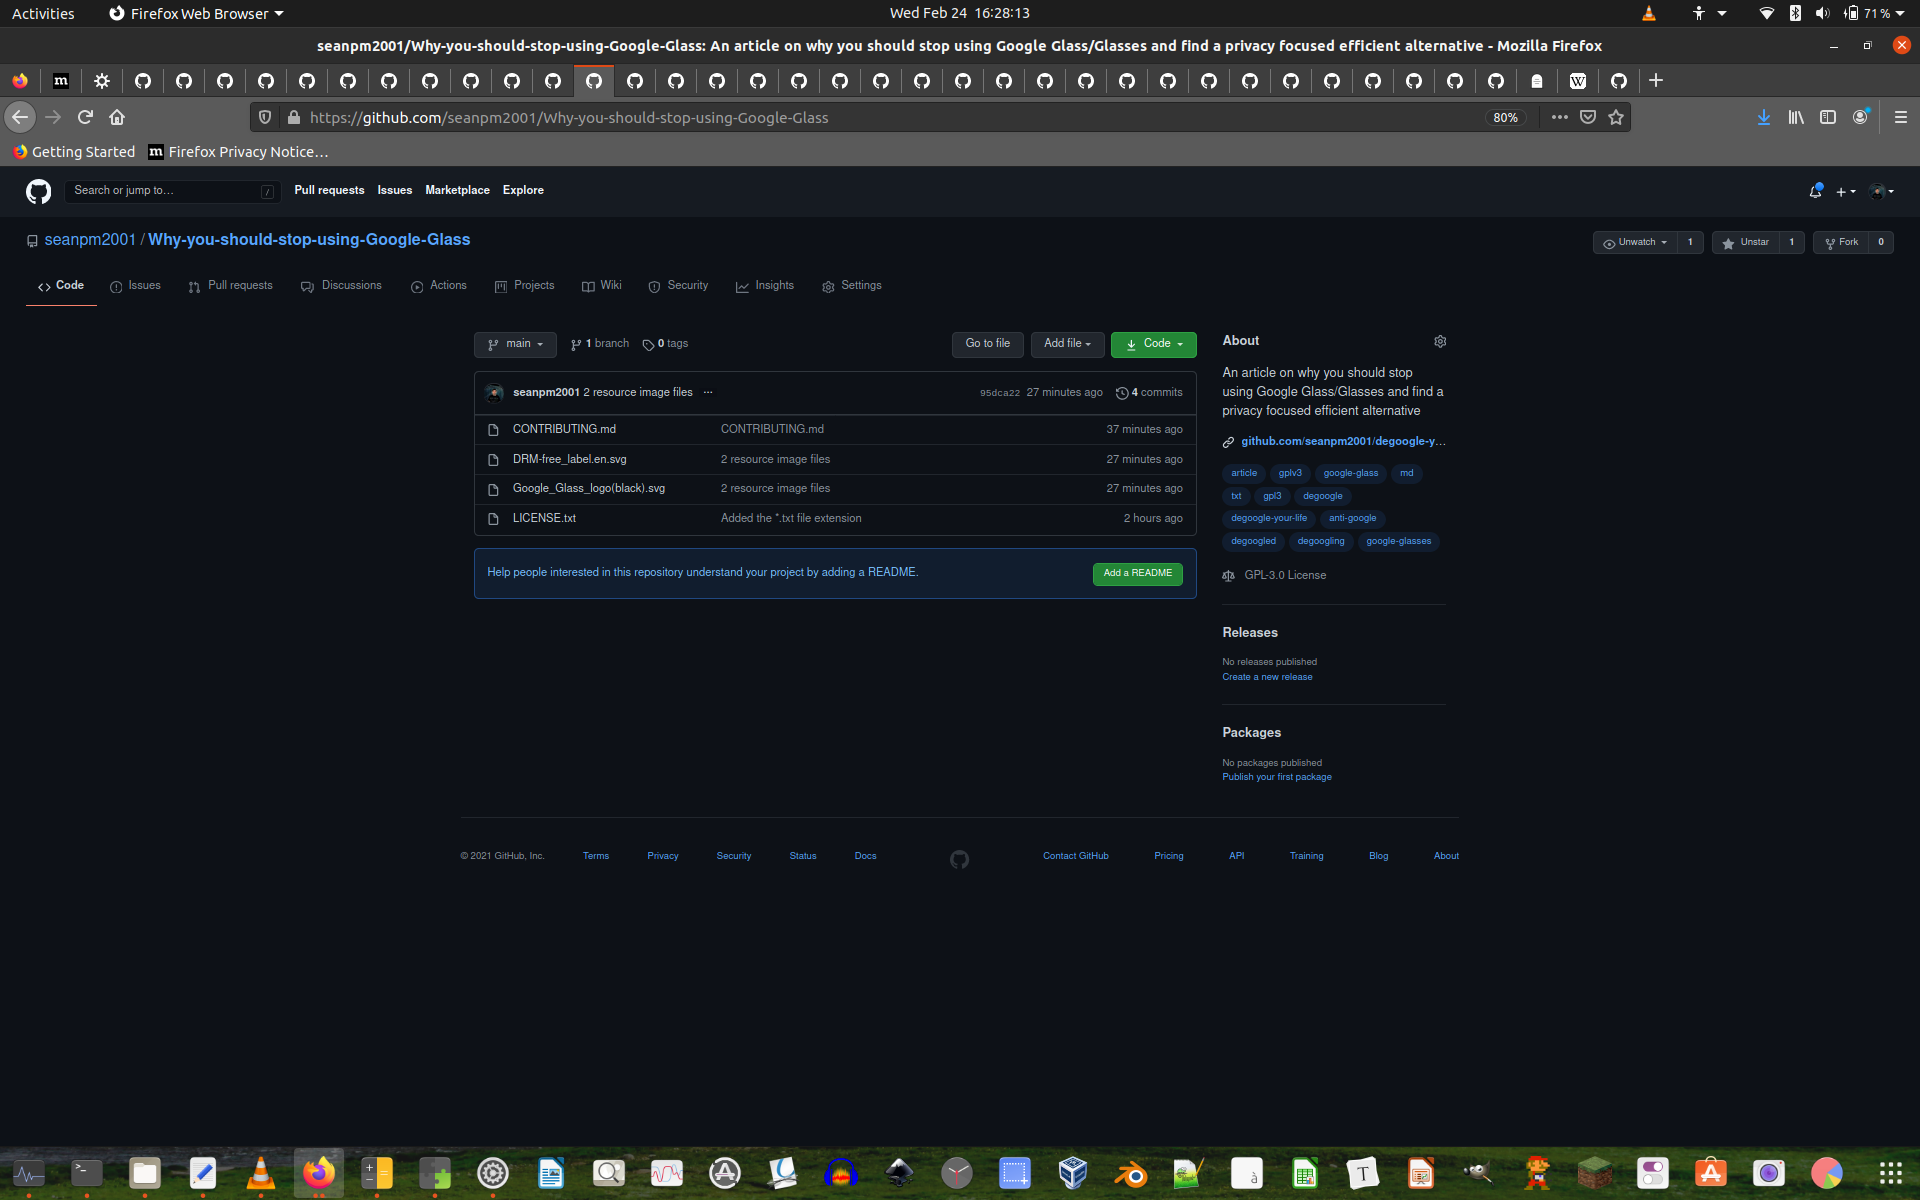 Activities Firefox Web Browser Wed Feb 24 16:28:13 71 %
seanpm2001/Why-you-should-stop-using-Google-Glass: An article on why you should stop using Google Glass/Glasses and find a privacy focused efficient alternative - Mozilla Firefox
https://github.com/seanpm2001/Why-you-should-stop-using-Google-Glass 80%
Getting Started Firefox Privacy Notice…
Search or jump to… / Pull requests Issues Marketplace Explore
seanpm2001 / Why-you-should-stop-using-Google-Glass Unwatch 1 Unstar 1 Fork 0
Code Issues Pull requests Discussions Actions Projects Wiki Security Insights Settings
main 1 branch 0 tags Go to file Add file Code
seanpm2001 2 resource image files ··· 95dca22 27 minutes ago 4 commits
CONTRIBUTING.md CONTRIBUTING.md 37 minutes ago
DRM-free_label.en.svg 2 resource image files 27 minutes ago
Google_Glass_logo(black).svg 2 resource image files 27 minutes ago
LICENSE.txt Added the *.txt file extension 2 hours ago
Help people interested in this repository understand your project by adding a README. Add a README
About
An article on why you should stop
using Google Glass/Glasses and find a
privacy focused efficient alternative
github.com/seanpm2001/degoogle-y…
article gplv3 google-glass md
txt gpl3 degoogle
degoogle-your-life anti-google
degoogled degoogling google-glasses
GPL-3.0 License
Releases
No releases published
Create a new release
Packages
No packages published
Publish your first package
© 2021 GitHub, Inc. Terms Privacy Security Status Docs Contact GitHub Pricing API Training Blog About